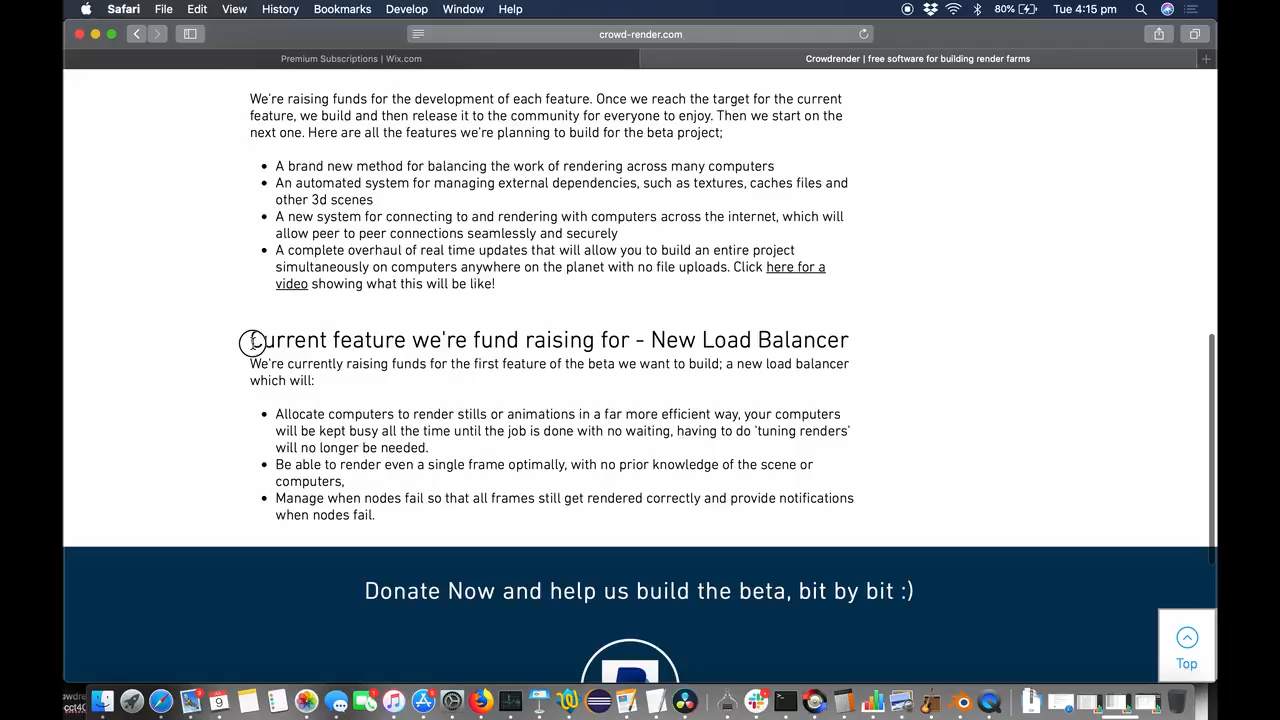 Safari File Edit View History Bookmarks Develop Window Help 80% Tue 4:15 pm
crowd-render.com
Premium Subscriptions | Wix.com Crowdrender | free software for building render farms
We're raising funds for the development of each feature. Once we reach the target for the current
feature, we build and then release it to the community for everyone to enjoy. Then we start on the
next one. Here are all the features we're planning to build for the beta project;
A brand new method for balancing the work of rendering across many computers
An automated system for managing external dependencies, such as textures, caches files and
other 3d scenes
A new system for connecting to and rendering with computers across the internet, which will
allow peer to peer connections seamlessly and securely
A complete overhaul of real time updates that will allow you to build an entire project
simultaneously on computers anywhere on the planet with no file uploads. Click here for a
video showing what this will be like!
Current feature we're fund raising for - New Load Balancer
We're currently raising funds for the first feature of the beta we want to build; a new load balancer
which will:
Allocate computers to render stills or animations in a far more efficient way, your computers
will be kept busy all the time until the job is done with no waiting, having to do 'tuning renders'
will no longer be needed.
Be able to render even a single frame optimally, with no prior knowledge of the scene or
computers,
Manage when nodes fail so that all frames still get rendered correctly and provide notifications
when nodes fail.
Donate Now and help us build the beta, bit by bit :)
Top